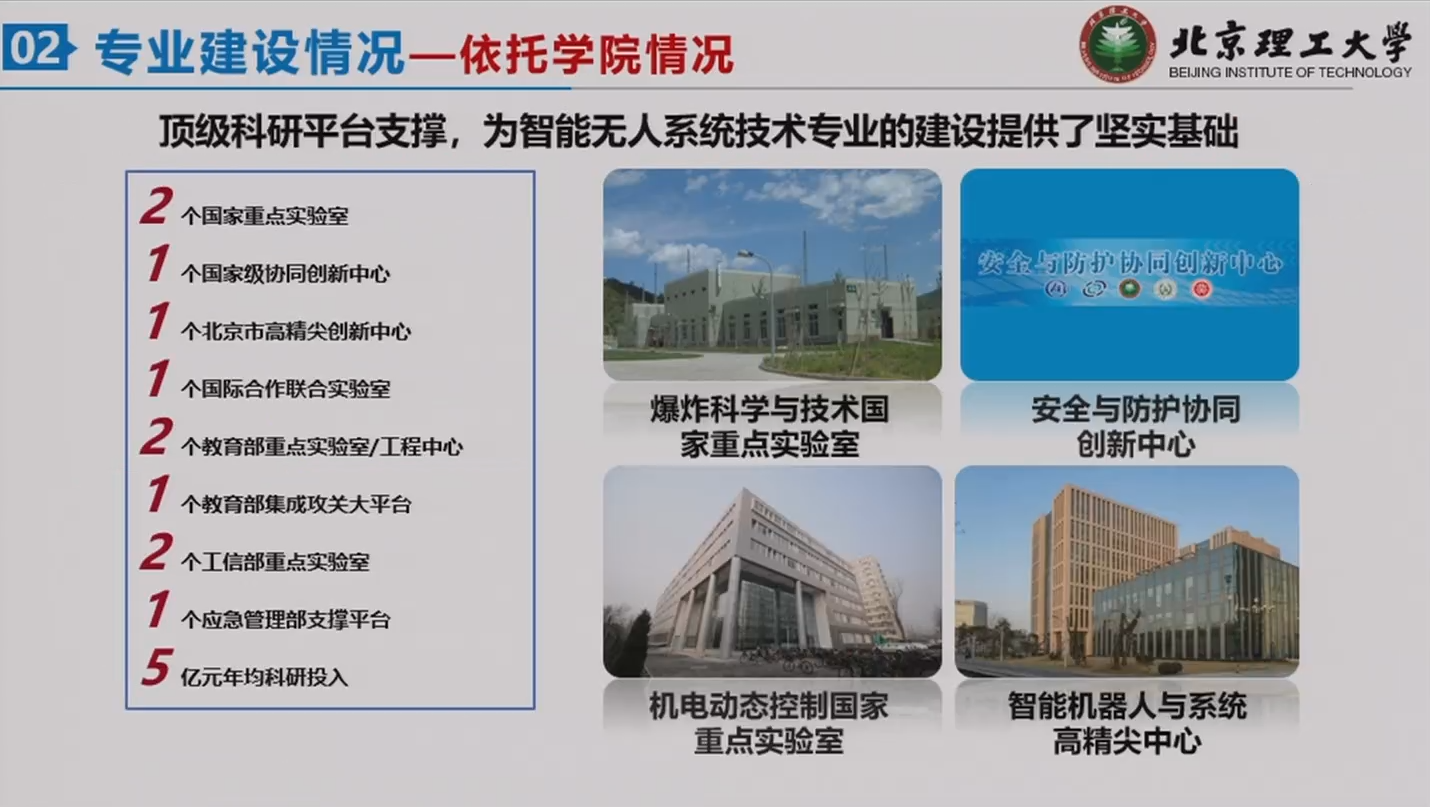 02 专业建设情况—依托学院情况
北京理工大学
BEIJING INSTITUTE OF TECHNOLOGY
顶级科研平台支撑，为智能无人系统技术专业的建设提供了坚实基础
2 个国家重点实验室
1 个国家级协同创新中心
1 个北京市高精尖创新中心
1 个国际合作联合实验室
2 个教育部重点实验室/工程中心
1 个教育部集成攻关大平台
2 个工信部重点实验室
1 个应急管理部支撑平台
5 亿元年均科研投入
爆炸科学与技术国
家重点实验室
安全与防护协同创新中心
安全与防护协同
创新中心
机电动态控制国家
重点实验室
智能机器人与系统
高精尖中心